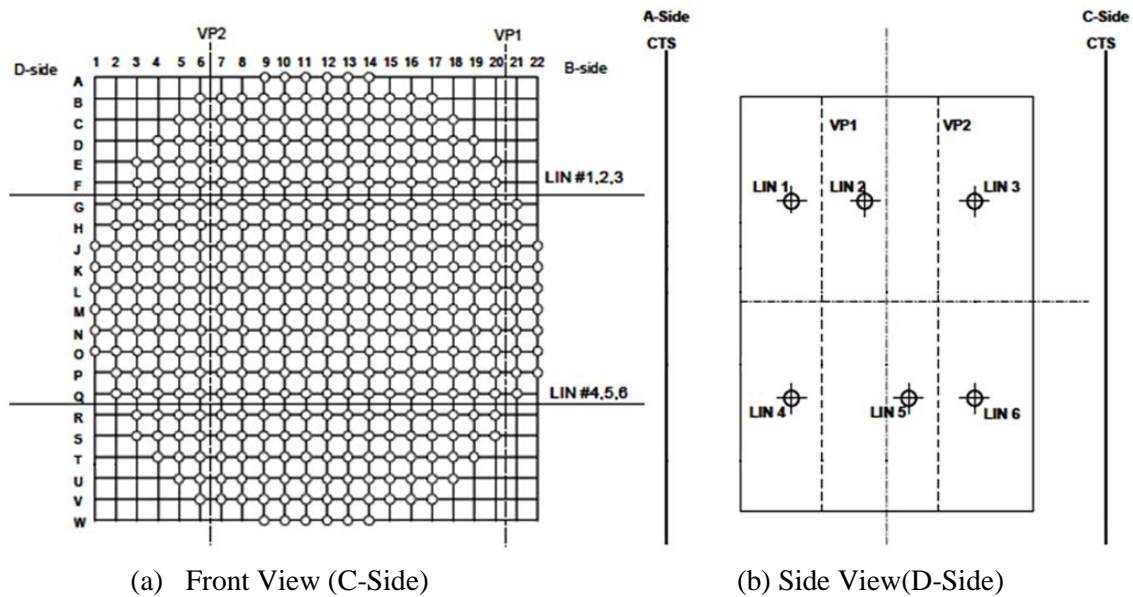 VP2 VP1
D-side 1 2 3 4 5 6 7 8 9 10 11 12 13 14 15 16 17 18 19 20 21 22 B-side
A
B
C
D
E
F
LIN #1,2,3
G
H
J
K
L
M
N
O
P
Q
LIN #4,5,6
R
S
T
U
V
W
(a) Front View (C-Side)
A-Side
CTS
C-Side
CTS
VP1
VP2
LIN 1
LIN 2
LIN 3
LIN 4
LIN 5
LIN 6
(b) Side View(D-Side)